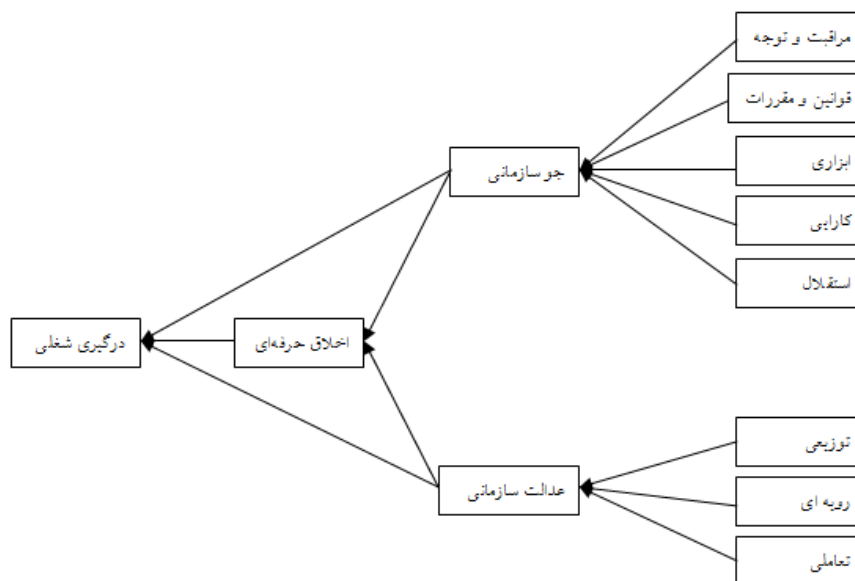 مراقبت و توجه
قوانین و مقررات
ابزاری
جو سازمانی
کارایی
استقلال
اخلاق حرفه‌ای
درگیری شغلی
توزیعی
عدالت سازمانی
رویه ای
تعاملی